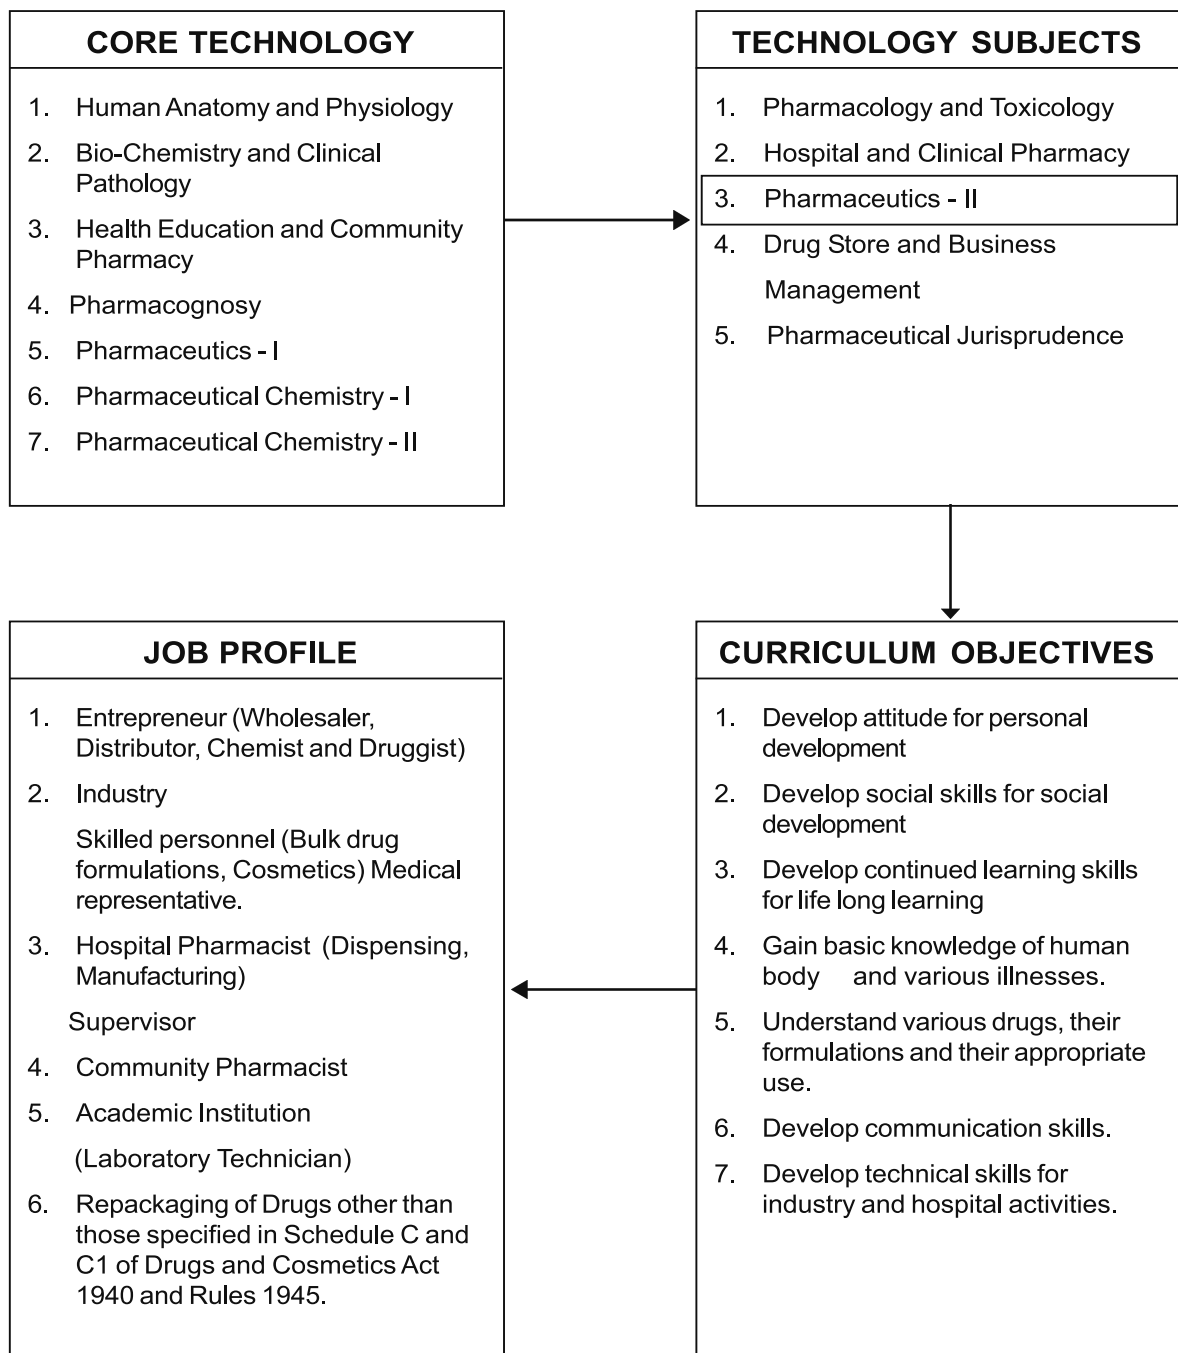 CORE TECHNOLOGY
1. Human Anatomy and Physiology
2. Bio-Chemistry and Clinical
Pathology
3. Health Education and Community
Pharmacy
4. Pharmacognosy
5. Pharmaceutics - I
6. Pharmaceutical Chemistry - I
7. Pharmaceutical Chemistry - II
TECHNOLOGY SUBJECTS
1. Pharmacology and Toxicology
2. Hospital and Clinical Pharmacy
3. Pharmaceutics - II
4. Drug Store and Business
Management
5. Pharmaceutical Jurisprudence
JOB PROFILE
1. Entrepreneur (Wholesaler,
Distributor, Chemist and Druggist)
2. Industry
Skilled personnel (Bulk drug
formulations, Cosmetics) Medical
representative.
3. Hospital Pharmacist (Dispensing,
Manufacturing)
Supervisor
4. Community Pharmacist
5. Academic Institution
(Laboratory Technician)
6. Repackaging of Drugs other than
those specified in Schedule C and
C1 of Drugs and Cosmetics Act
1940 and Rules 1945.
CURRICULUM OBJECTIVES
1. Develop attitude for personal
development
2. Develop social skills for social
development
3. Develop continued learning skills
for life long learning
4. Gain basic knowledge of human
body and various illnesses.
5. Understand various drugs, their
formulations and their appropriate
use.
6. Develop communication skills.
7. Develop technical skills for
industry and hospital activities.